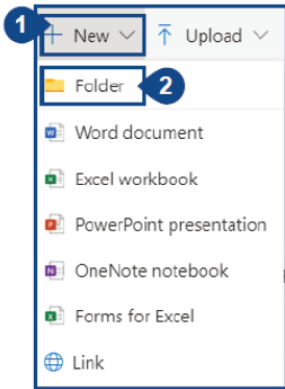 1 + New Upload
Folder 2
Word document
Excel workbook
PowerPoint presentation
OneNote notebook
Forms for Excel
Link